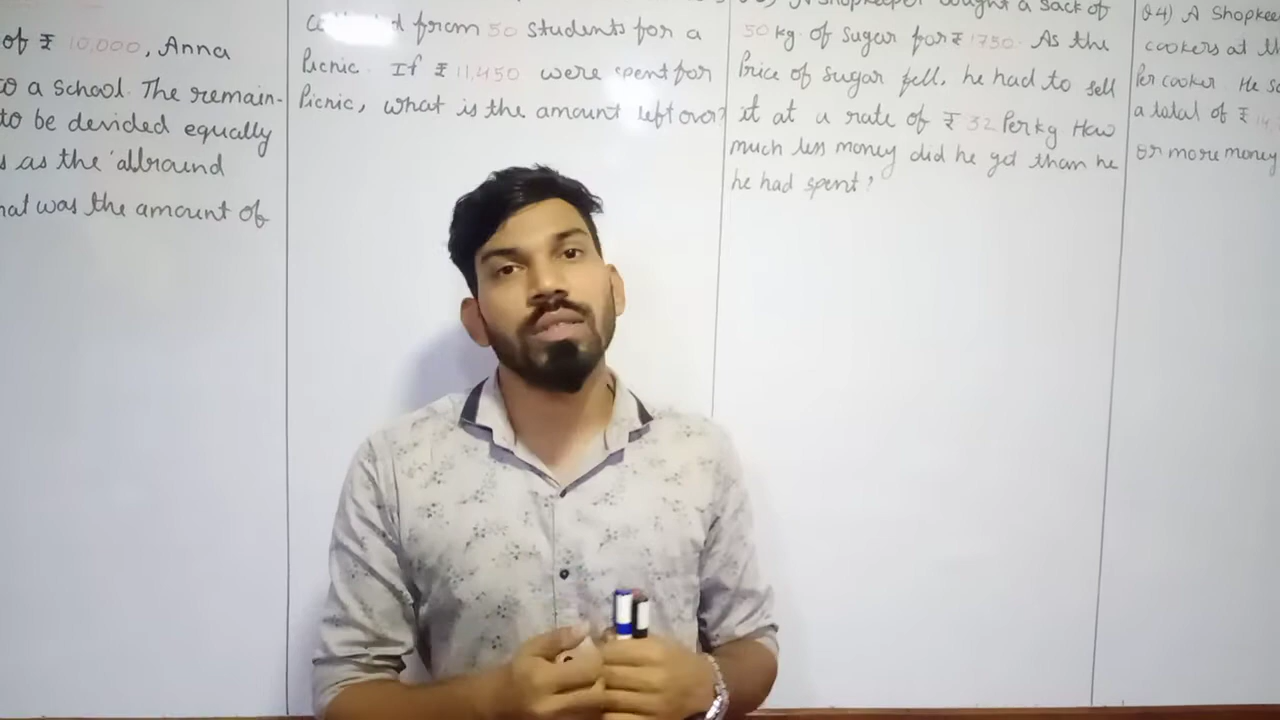 of ₹ 10,000, Anna
to a school. The remain-
to be devided equally
s as the 'allraund
hat was the amount of
from 50 students for a
Picnic. If ₹ 11,450 were spent for
Picnic, what is the amount left over?
A Shopkeeper bought a sack of
50 kg. of sugar for ₹ 1750. As the
Price of sugar fell, he had to sell
it at a rate of ₹ 32 Per kg How
much less money did he get than he
he had spent?
Q4) A Shopkee
cookers at th
Per cooker. He so
a total of ₹ 14
or more money